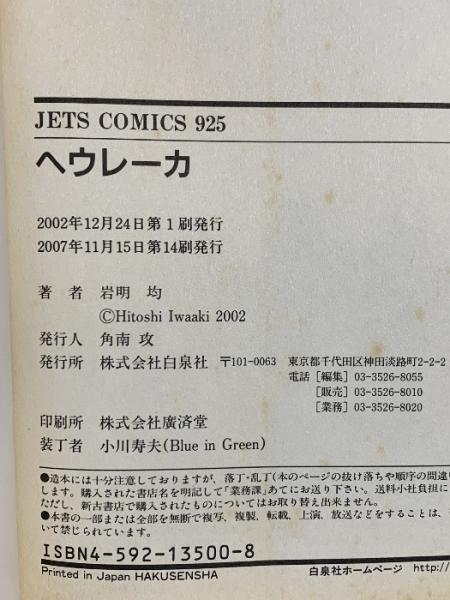 JETS COMICS 925
ヘウレーカ
2002年12月24日第1刷発行
2007年11月15日第14刷発行
著 者 岩明 均
©Hitoshi Iwaaki 2002
発行人 角南 攻
発行所 株式会社白泉社 〒101-0063 東京都千代田区神田淡路町2-2-2
電話[編集] 03-3526-8055
[販売] 03-3526-8010
[業務] 03-3526-8020
印刷所 株式会社廣済堂
装丁者 小川寿夫(Blue in Green)
●造本には十分注意しておりますが、落丁・乱丁(本のページの抜け落ちや順序の間違い
します。購入された書店名を明記して「業務課」あてにお送り下さい。送料小社負担に
ただし、新古書店で購入されたものについてはお取り替え出来ません。
●本書の一部または全部を無断で複写、複製、転載、上演、放送などをすることは、
いて禁じられています。
ISBN4-592-13500-8
Printed in Japan HAKUSENSHA 白泉社ホームページ http://